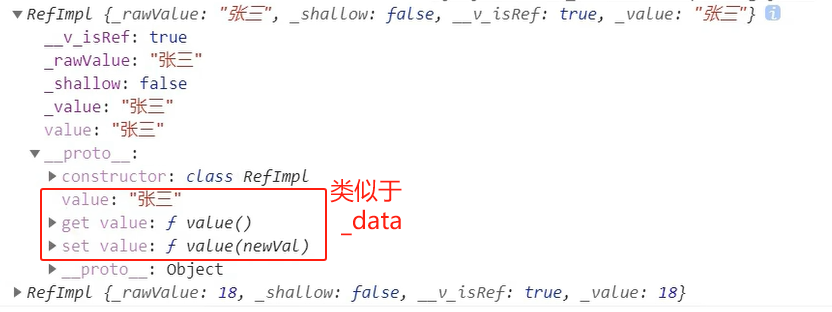 ▼RefImpl {_rawValue: "张三", _shallow: false, __v_isRef: true, _value: "张三"} i
__v_isRef: true
_rawValue: "张三"
_shallow: false
_value: "张三"
value: "张三"
▼__proto__:
▶constructor: class RefImpl
value: "张三"
▶get value: ƒ value()
▶set value: ƒ value(newVal)
▶__proto__: Object
类似于
_data
▶RefImpl {_rawValue: 18, _shallow: false, __v_isRef: true, _value: 18}